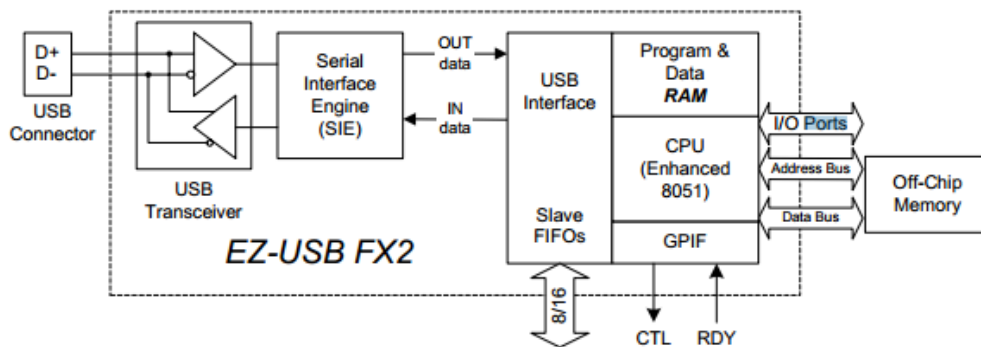 D+
D-
USB
Connector
USB
Transceiver
Serial
Interface
Engine
(SIE)
OUT
data
IN
data
USB
Interface
Slave
FIFOs
Program &
Data
RAM
CPU
(Enhanced
8051)
GPIF
I/O Ports
Address Bus
Data Bus
Off-Chip
Memory
EZ-USB FX2
8/16
CTL
RDY